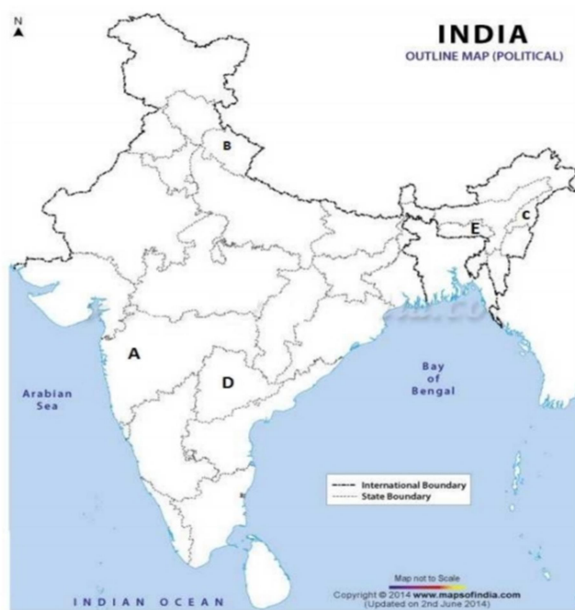 N
INDIA
OUTLINE MAP (POLITICAL)
B
C
E
A
D
Arabian
Sea
Bay
of
Bengal
International Boundary
State Boundary
Map not to Scale
Copyright © 2014 www.mapsofindia.com
(Updated on 2nd June 2014)
INDIAN OCEAN